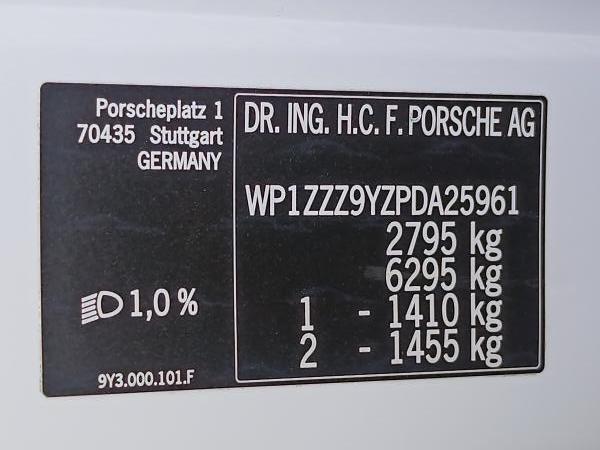 Porscheplatz 1
70435 Stuttgart
GERMANY
DR. ING. H.C. F. PORSCHE AG
WP1ZZZ9YZPDA25961
2795 kg
6295 kg
1 - 1410 kg
2 - 1455 kg
1,0 %
9Y3.000.101.F